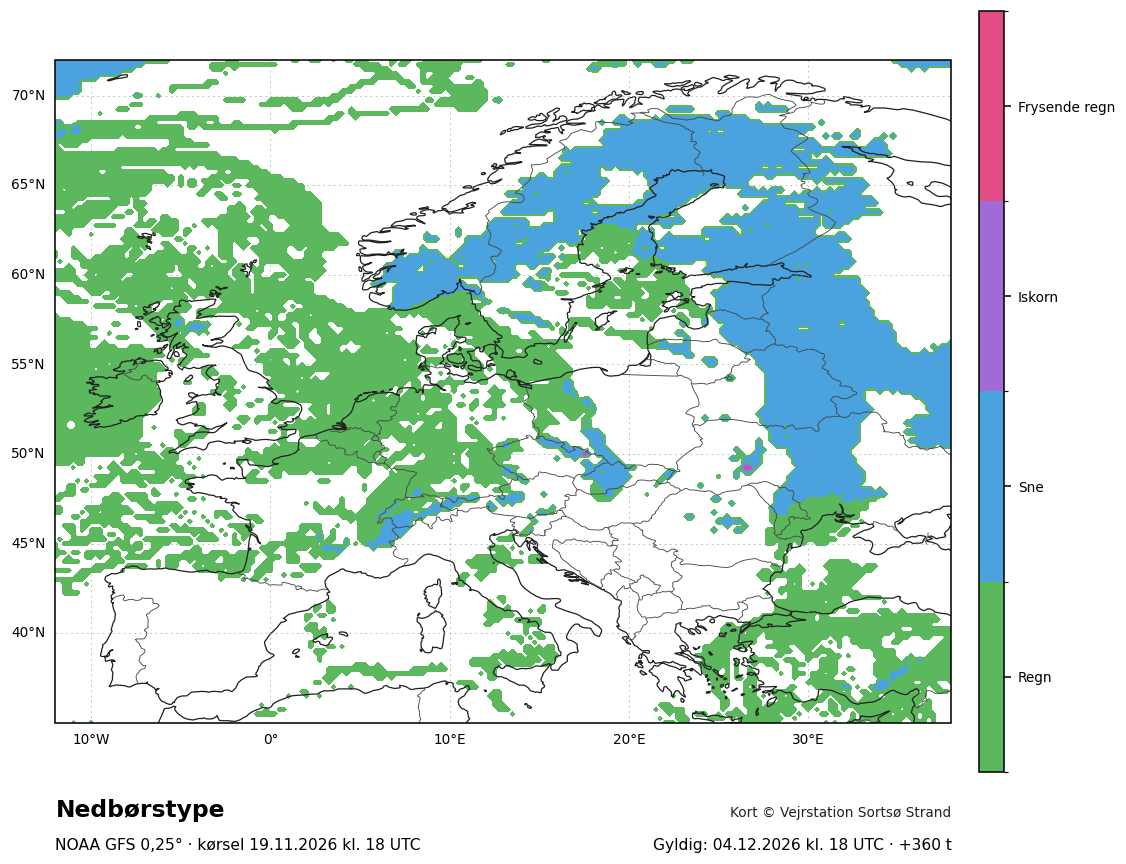 Frysende regn
Iskorn
Sne
Regn
70°N
65°N
60°N
55°N
50°N
45°N
40°N
10°W
0°
10°E
20°E
30°E
Nedbørstype
Kort © Vejrstation Sortsø Strand
NOAA GFS 0,25° · kørsel 19.11.2026 kl. 18 UTC
Gyldig: 04.12.2026 kl. 18 UTC · +360 t